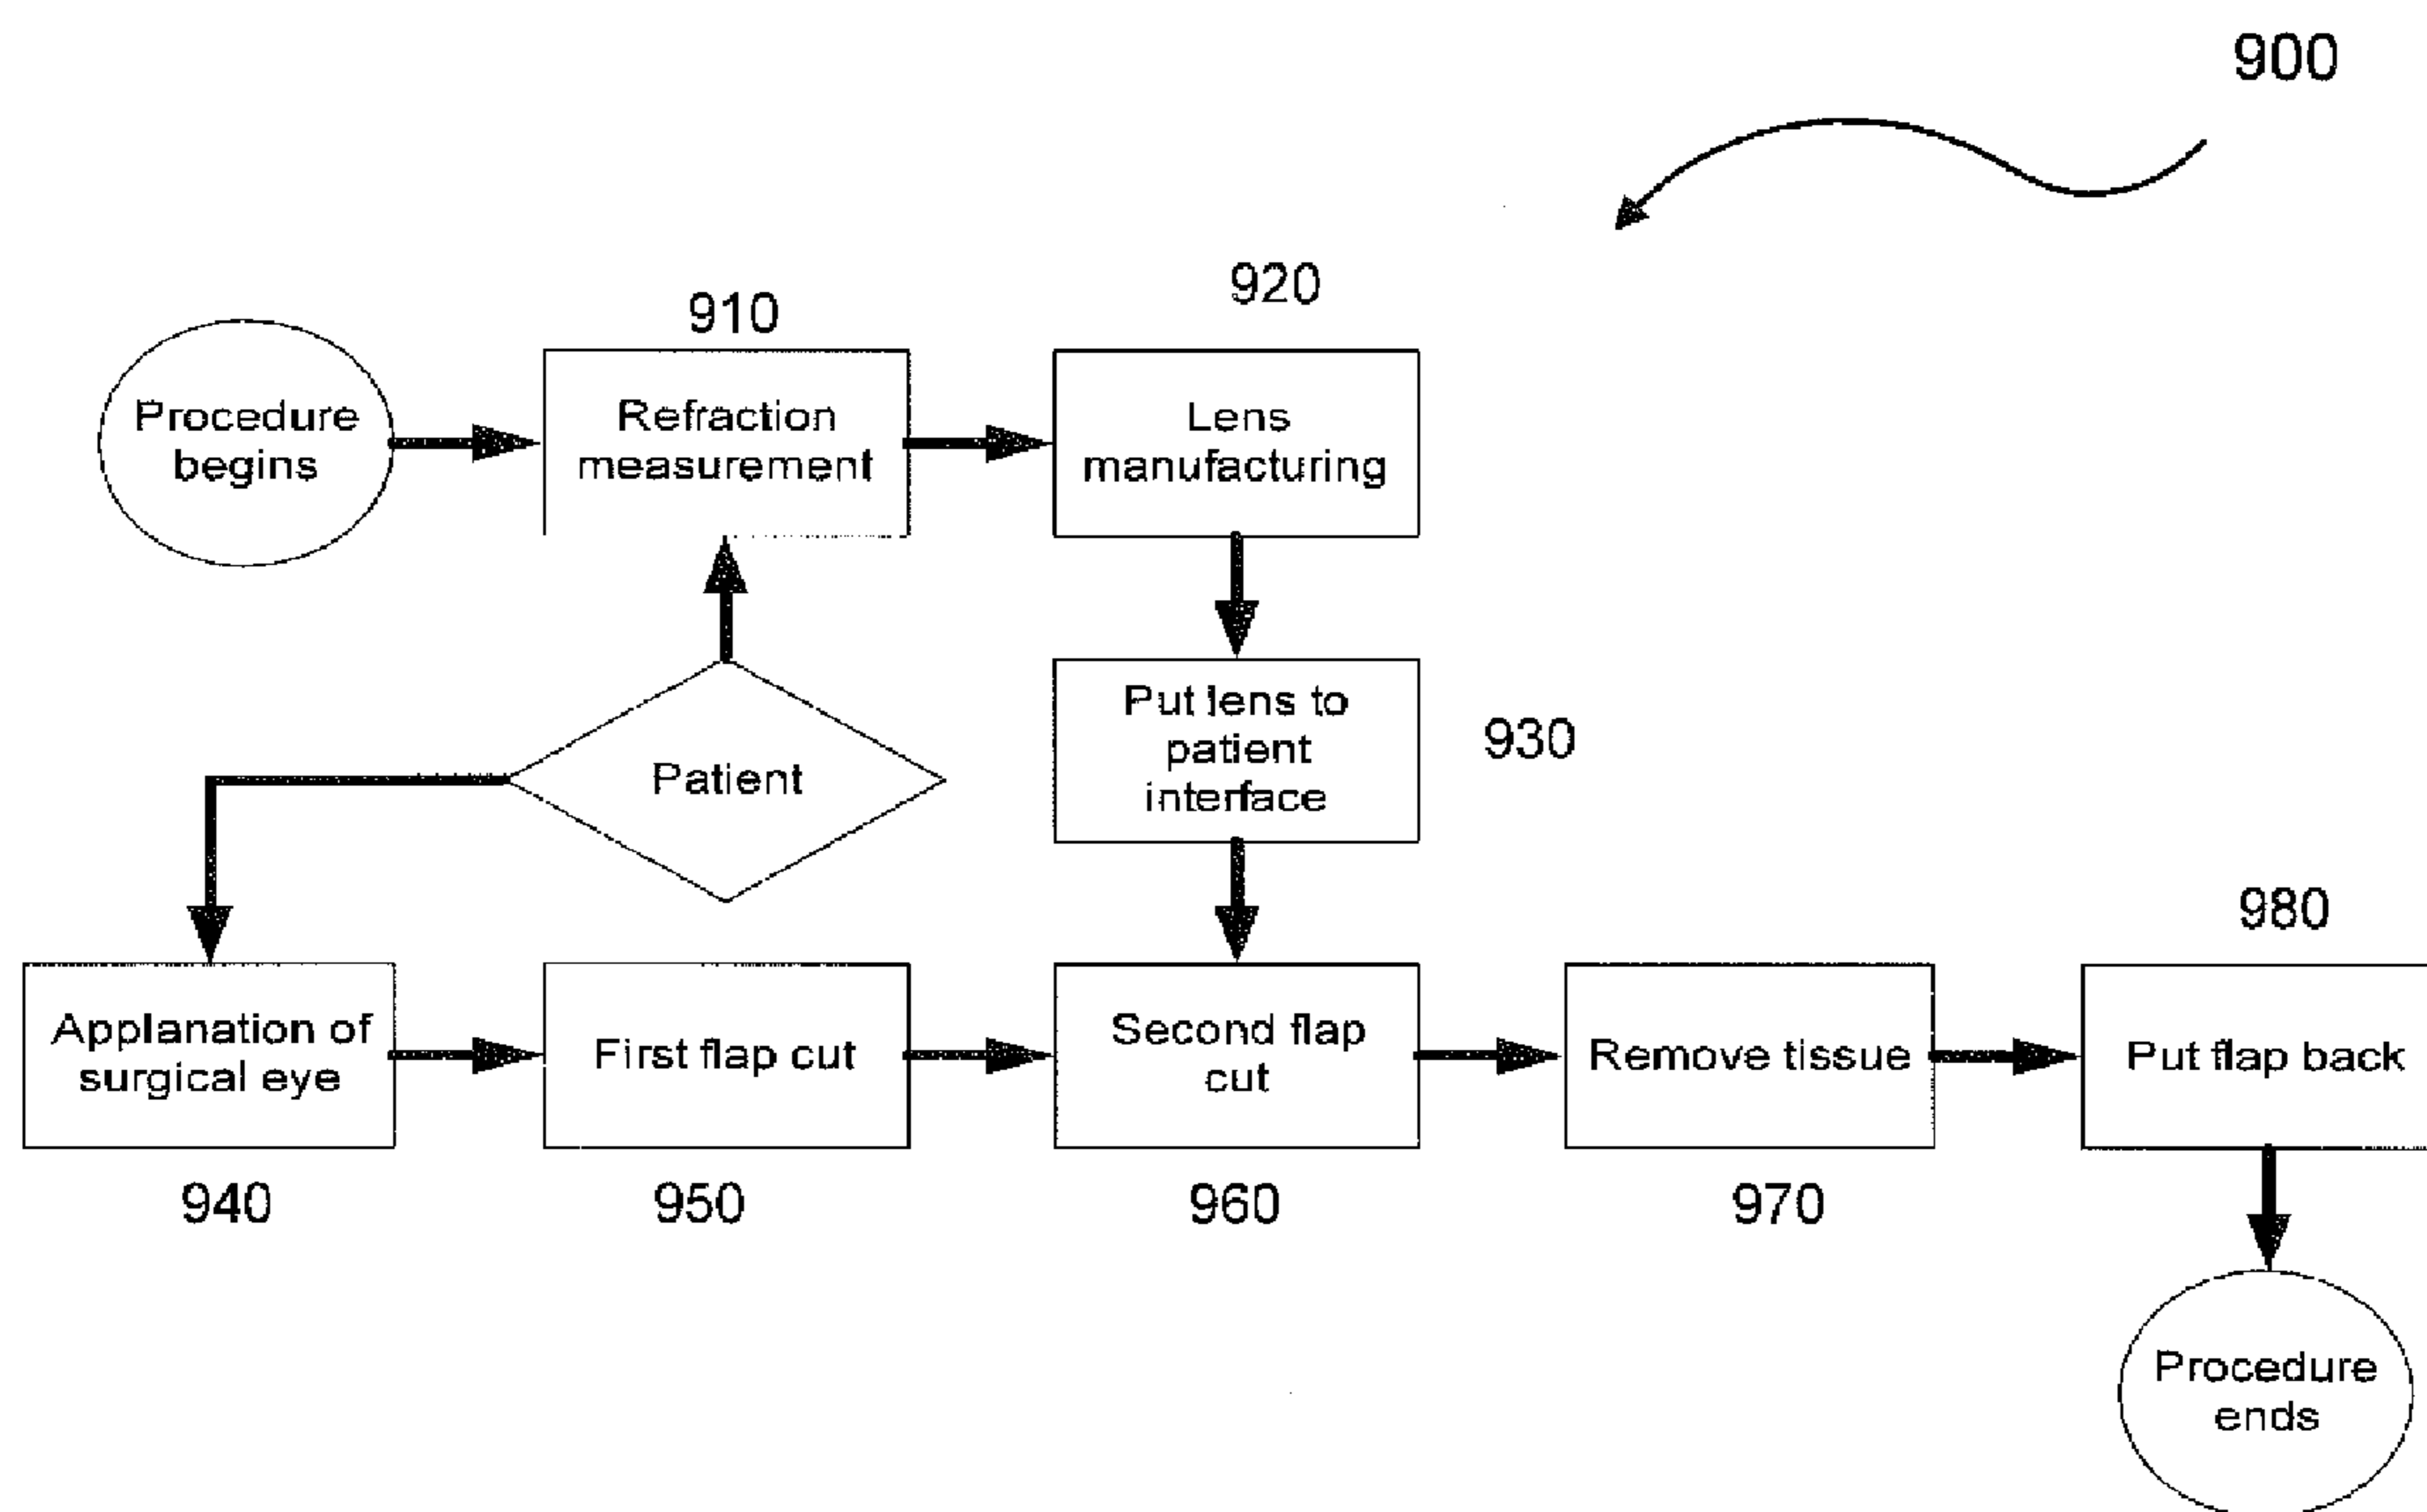 900
910
920
Procedure
begins
Refraction
measurement
Lens
manufacturing
Put lens to
patient
interface
930
Patient
980
Applanation of
surgical eye
First flap cut
Second flap
cut
Remove tissue
Put flap back
940
950
960
970
Procedure
ends